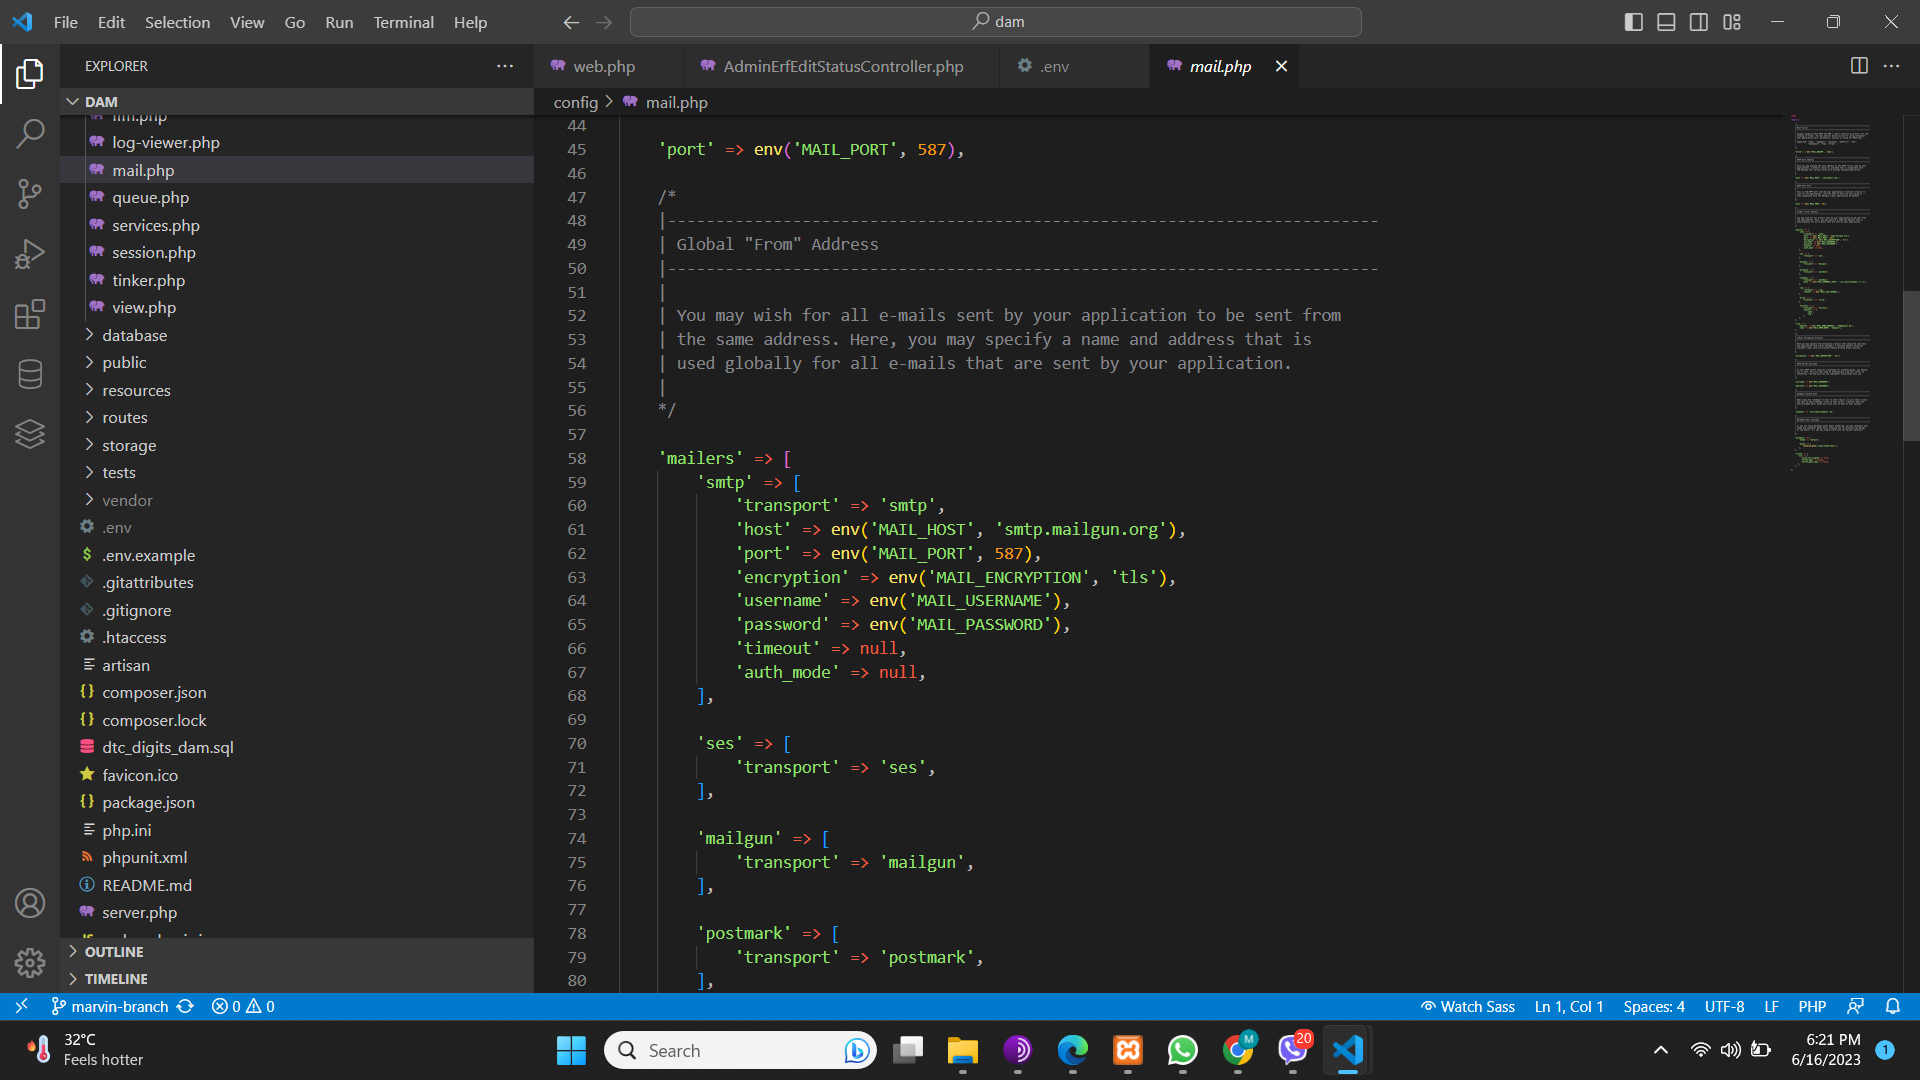 File Edit Selection View Go Run Terminal Help
dam
EXPLORER
web.php
AdminErfEditStatusController.php
.env
mail.php
DAM
config > mail.php
log-viewer.php
mail.php
queue.php
services.php
session.php
tinker.php
view.php
database
public
resources
routes
storage
tests
vendor
.env
.env.example
.gitattributes
.gitignore
.htaccess
artisan
composer.json
composer.lock
dtc_digits_dam.sql
favicon.ico
package.json
php.ini
phpunit.xml
README.md
server.php
OUTLINE
TIMELINE
44
45 'port' => env('MAIL_PORT', 587),
46
47 /*
48 |--------------------------------------------------------------------------
49 | Global "From" Address
50 |--------------------------------------------------------------------------
51 |
52 | You may wish for all e-mails sent by your application to be sent from
53 | the same address. Here, you may specify a name and address that is
54 | used globally for all e-mails that are sent by your application.
55 |
56 */
57
58 'mailers' => [
59 'smtp' => [
60 'transport' => 'smtp',
61 'host' => env('MAIL_HOST', 'smtp.mailgun.org'),
62 'port' => env('MAIL_PORT', 587),
63 'encryption' => env('MAIL_ENCRYPTION', 'tls'),
64 'username' => env('MAIL_USERNAME'),
65 'password' => env('MAIL_PASSWORD'),
66 'timeout' => null,
67 'auth_mode' => null,
68 ],
69
70 'ses' => [
71 'transport' => 'ses',
72 ],
73
74 'mailgun' => [
75 'transport' => 'mailgun',
76 ],
77
78 'postmark' => [
79 'transport' => 'postmark',
80 ],
marvin-branch 0 0
Watch Sass Ln 1, Col 1 Spaces: 4 UTF-8 LF PHP
32°C
Feels hotter
Search
M
20
6:21 PM
6/16/2023
1